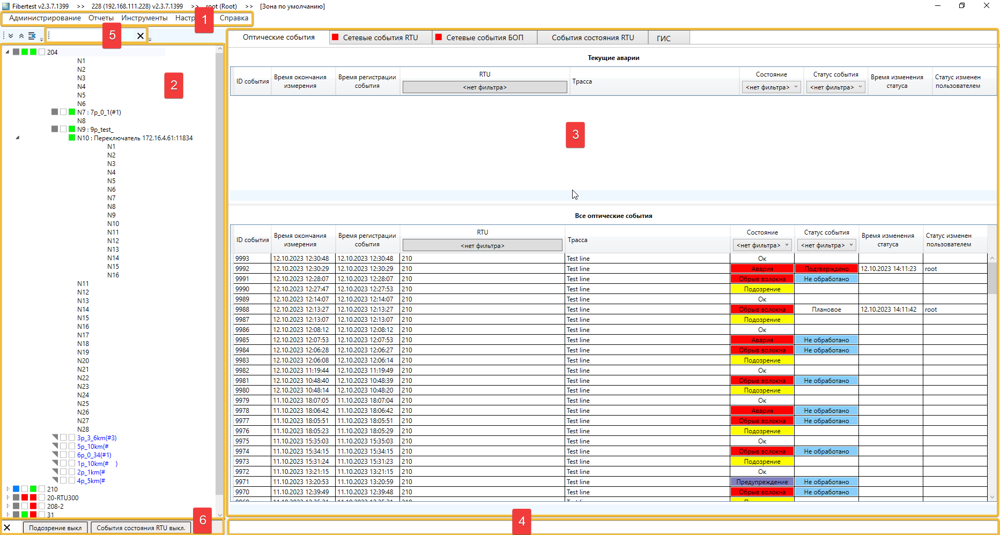 Fibertest v2.3.7.1399 >> 228 (192.168.111.228) v2.3.7.1399 >> root (Root) >> [Зона по умолчанию]
Администрирование Отчеты Инструменты Настр 1 Справка
5
Оптические события Сетевые события RTU Сетевые события БОП События состояния RTU ГИС
204
N1
N2
N3
N4
N5
N6
N7 : 7p_0_1(#1)
N8
N9 : 9p_test_
N10 : Переключатель 172.16.4.61:11834
N1
N2
N3
N4
N5
N6
N7
N8
N9
N10
N11
N12
N13
N14
N15
N16
N11
N12
N13
N14
N15
N16
N17
N18
N19
N20
N21
N22
N23
N24
N25
N26
N27
N28
3p_3_6km(#3)
5p_10km(#
6p_0_34(#1)
1p_10km(# )
2p_1km(#
4p_5km(#
210
20-RTU300
208-2
31
2
Подозрение выкл События состояния RTU выкл. 6
Текущие аварии
ID события Время окончания измерения Время регистрации события RTU <нет фильтра> Трасса Состояние <нет фильтра> Статус события <нет фильтра> Время изменения статуса Статус изменен пользователем
3
Все оптические события
ID события Время окончания измерения Время регистрации события RTU <нет фильтра> Трасса Состояние <нет фильтра> Статус события <нет фильтра> Время изменения статуса Статус изменен пользователем
9993 12.10.2023 12:30:48 12.10.2023 12:30:48 210 Test line Ок
9992 12.10.2023 12:30:29 12.10.2023 12:30:29 210 Test line Авария Подтверждено 12.10.2023 14:11:23 root
9991 12.10.2023 12:28:07 12.10.2023 12:28:07 210 Test line Обрыв волокна Не обработано
9990 12.10.2023 12:27:47 12.10.2023 12:27:53 210 Test line Подозрение
9989 12.10.2023 12:14:07 12.10.2023 12:14:07 210 Test line Ок
9988 12.10.2023 12:13:27 12.10.2023 12:13:27 210 Test line Обрыв волокна Плановое 12.10.2023 14:11:42 root
9987 12.10.2023 12:13:07 12.10.2023 12:13:07 210 Test line Подозрение
9986 12.10.2023 12:08:12 12.10.2023 12:08:12 210 Test line Ок
9985 12.10.2023 12:07:53 12.10.2023 12:07:53 210 Test line Авария Не обработано
9984 12.10.2023 12:06:28 12.10.2023 12:06:27 210 Test line Обрыв волокна Не обработано
9983 12.10.2023 12:06:08 12.10.2023 12:06:14 210 Test line Подозрение
9982 12.10.2023 11:19:44 12.10.2023 11:19:49 210 Test line Ок
9981 12.10.2023 10:48:40 12.10.2023 10:48:39 210 Test line Обрыв волокна Не обработано
9980 12.10.2023 10:48:14 12.10.2023 10:48:20 210 Test line Подозрение
9979 11.10.2023 18:07:05 11.10.2023 18:07:04 210 Test line Ок
9978 11.10.2023 18:06:42 11.10.2023 18:06:42 210 Test line Авария Не обработано
9977 11.10.2023 18:05:51 11.10.2023 18:05:51 210 Test line Обрыв волокна Не обработано
9976 11.10.2023 18:05:23 11.10.2023 18:05:29 210 Test line Подозрение
9975 11.10.2023 15:35:03 11.10.2023 15:35:03 210 Test line Ок
9974 11.10.2023 15:34:15 11.10.2023 15:34:15 210 Test line Обрыв волокна Не обработано
9973 11.10.2023 15:31:24 11.10.2023 15:31:23 210 Test line Подозрение
9972 11.10.2023 13:21:15 11.10.2023 13:21:15 210 Test line Ок
9971 11.10.2023 13:20:53 11.10.2023 13:20:59 210 Test line Предупреждение Не обработано
9970 11.10.2023 12:39:49 11.10.2023 12:39:48 210 Test line Обрыв волокна Не обработано
4